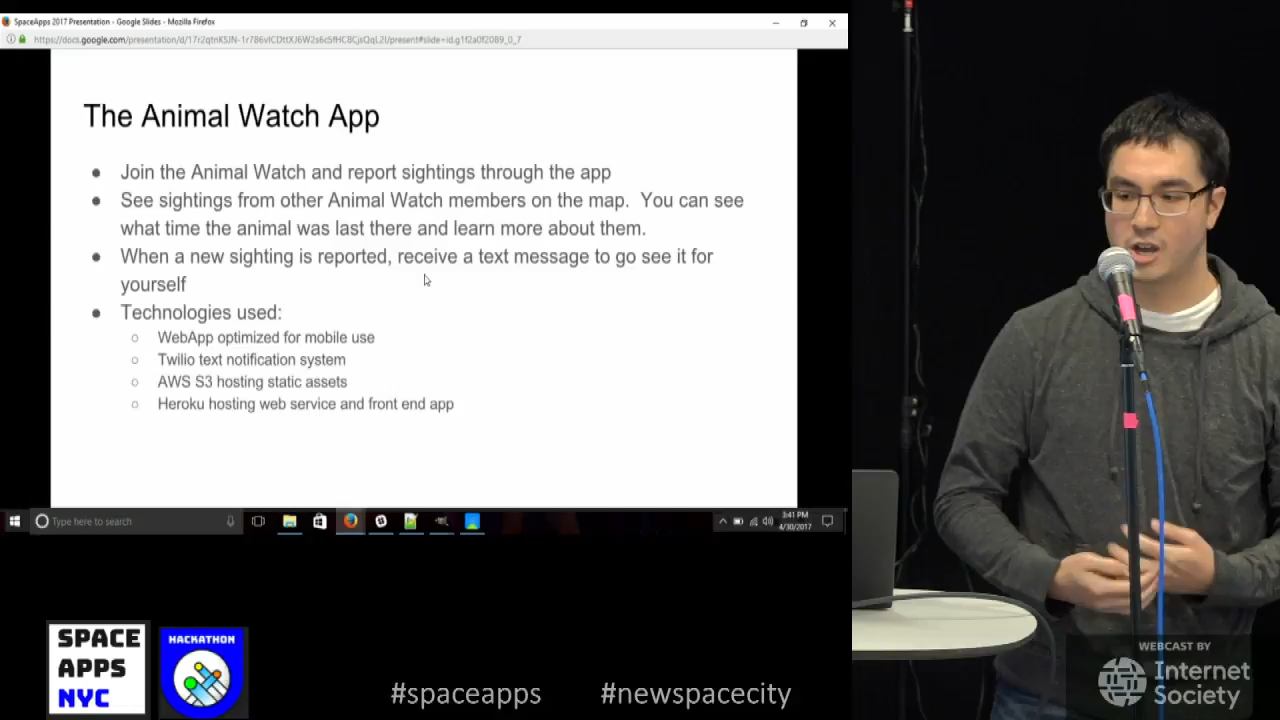 SpaceApps 2017 Presentation - Google Slides - Mozilla Firefox
The Animal Watch App
● Join the Animal Watch and report sightings through the app
● See sightings from other Animal Watch members on the map. You can see
what time the animal was last there and learn more about them.
● When a new sighting is reported, receive a text message to go see it for
yourself
● Technologies used:
○ WebApp optimized for mobile use
○ Twilio text notification system
○ AWS S3 hosting static assets
○ Heroku hosting web service and front end app
Type here to search
3:41 PM
4/30/2017
SPACE
APPS
NYC
HACKATHON
#spaceapps #newspacecity
WEBCAST BY
Internet
Society